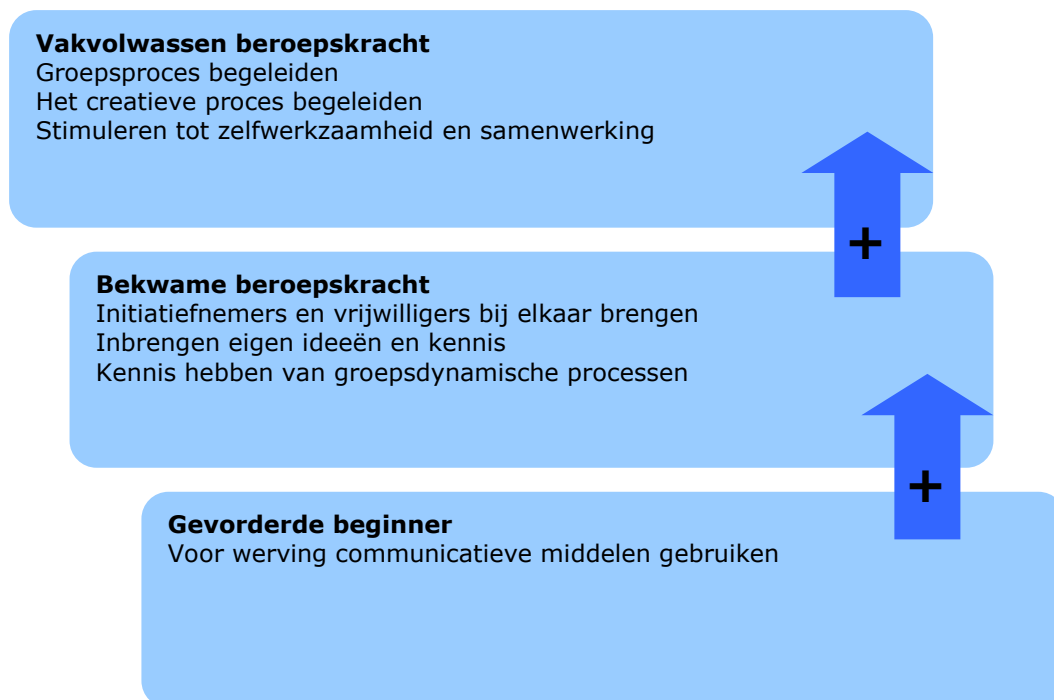 Vakvolwassen beroepskracht
Groepsproces begeleiden
Het creatieve proces begeleiden
Stimuleren tot zelfwerkzaamheid en samenwerking
+
Bekwame beroepskracht
Initiatiefnemers en vrijwilligers bij elkaar brengen
Inbrengen eigen ideeën en kennis
Kennis hebben van groepsdynamische processen
+
Gevorderde beginner
Voor werving communicatieve middelen gebruiken